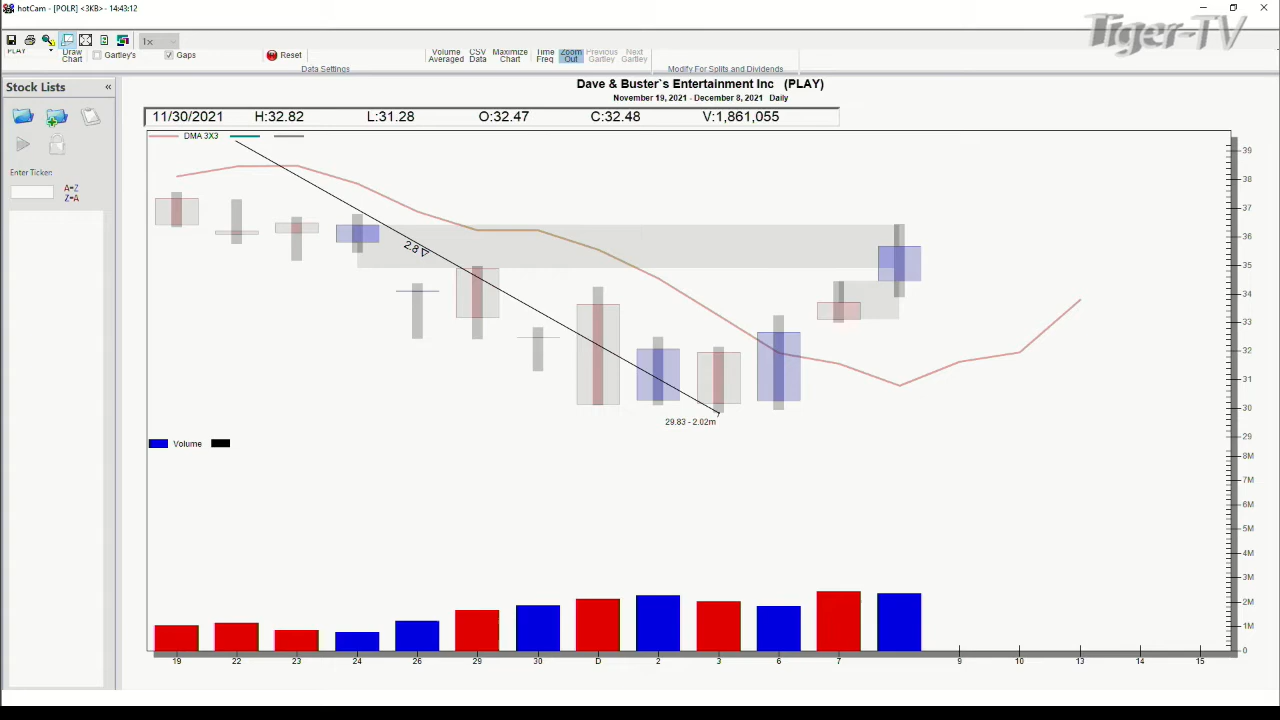 hotCam - [POLR] <3KB> - 14:43:12
Tiger-TV
1x
PLAY
Draw Chart
Gartley's
Gaps
Reset
Volume Averaged
CSV Data
Maximize Chart
Time Freq
Zoom Out
Previous Gartley
Next Gartley
Data Settings
Modify For Splits and Dividends
Stock Lists «
Enter Ticker:
A=Z
Z=A
Dave & Buster`s Entertainment Inc (PLAY)
November 19, 2021 - December 8, 2021 Daily
11/30/2021 H:32.82 L:31.28 O:32.47 C:32.48 V:1,861,055
DMA 3X3
2.8
29.83 - 2.02m
39
38
37
36
35
34
33
32
31
30
29
Volume
8M
7M
6M
5M
4M
3M
2M
1M
0
19 22 23 24 26 29 30 D 2 3 6 7 9 10 13 14 15